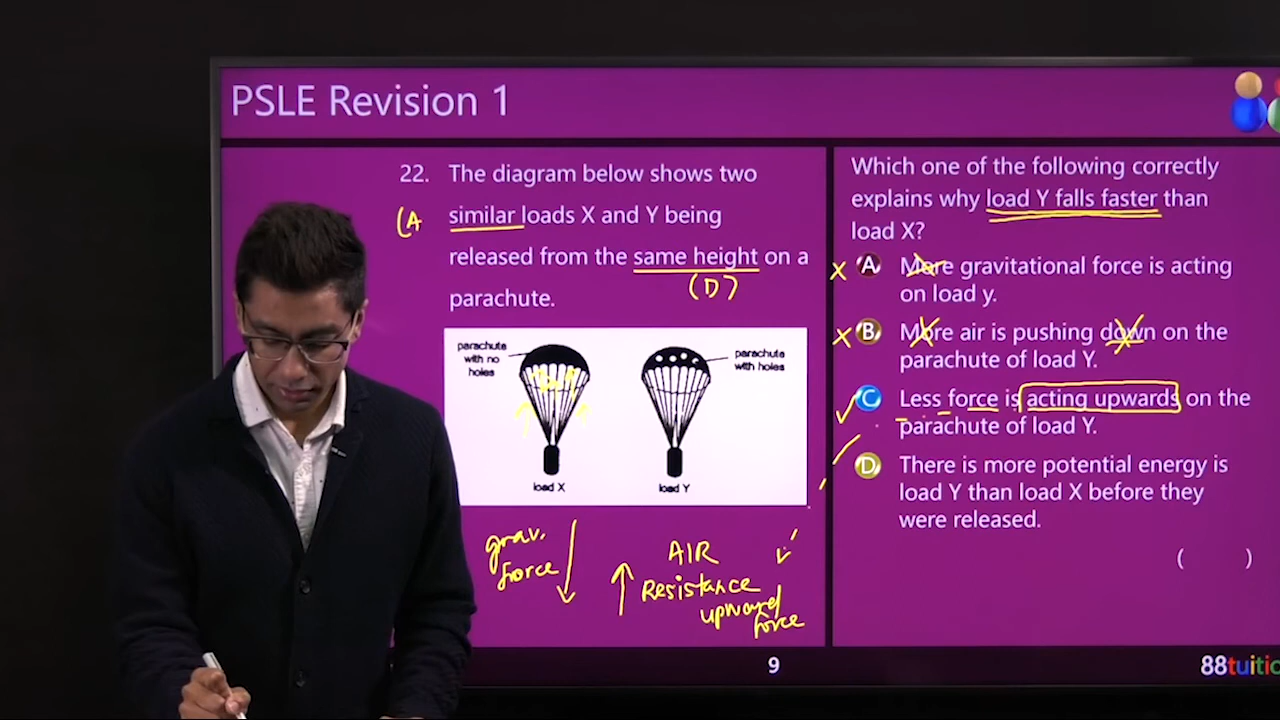 PSLE Revision 1
22. The diagram below shows two
(A
similar loads X and Y being
released from the same height on a
(D)
parachute.
parachute
with no
holes
parachute
with holes
load X
load Y
grav.
force
AIR
Resistance
upward
force
9
Which one of the following correctly
explains why load Y falls faster than
load X?
X A More gravitational force is acting
on load y.
X B More air is pushing down on the
parachute of load Y.
C Less force is acting upwards on the
parachute of load Y.
D There is more potential energy is
load Y than load X before they
were released.
( )
88tuitio